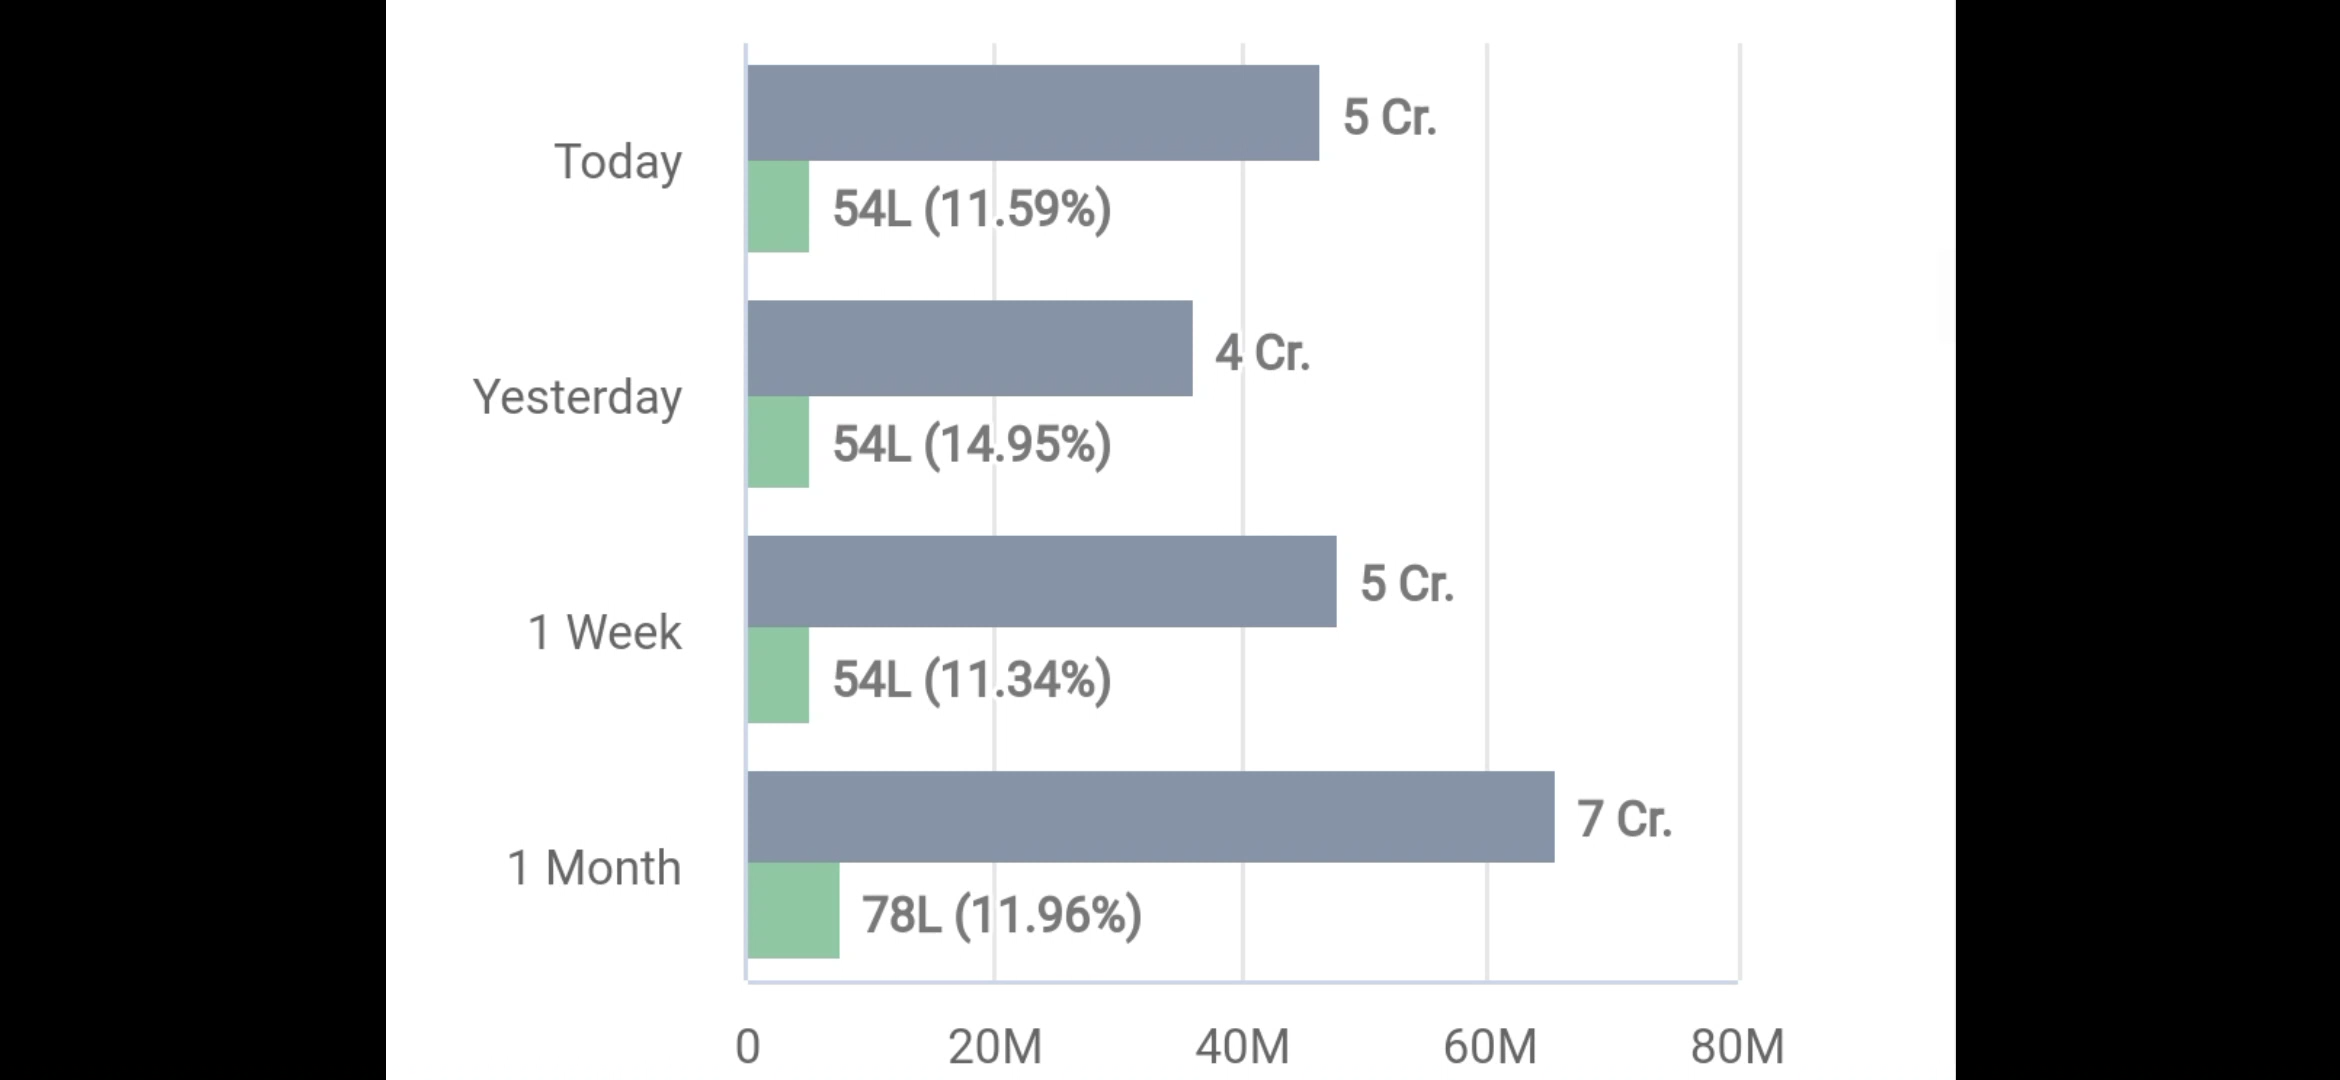 5 Cr.
Today
54L (11.59%)
4 Cr.
Yesterday
54L (14.95%)
5 Cr.
1 Week
54L (11.34%)
7 Cr.
1 Month
78L (11.96%)
0 20M 40M 60M 80M